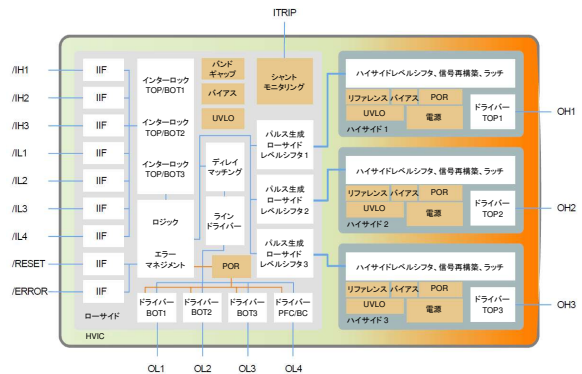 ITRIP
/IH1
/IH2
/IH3
/IL1
/IL2
/IL3
/IL4
/RESET
/ERROR
IIF
IIF
IIF
IIF
IIF
IIF
IIF
IIF
IIF
インターロック
TOP/BOT1
インターロック
TOP/BOT2
インターロック
TOP/BOT3
ロジック
エラー
マネジメント
バンド
ギャップ
バイアス
UVLO
シャント
モニタリング
ディレイ
マッチング
ライン
ドライバー
POR
パルス生成
ローサイド
レベルシフタ1
パルス生成
ローサイド
レベルシフタ2
パルス生成
ローサイド
レベルシフタ3
ドライバー
BOT1
ドライバー
BOT2
ドライバー
BOT3
ドライバー
PFC/BC
ローサイド
HVIC
OL1
OL2
OL3
OL4
ハイサイドレベルシフタ、信号再構築、ラッチ
リファレンス
バイアス
POR
UVLO
電源
ドライバー
TOP1
ハイサイド1
OH1
ハイサイドレベルシフタ、信号再構築、ラッチ
リファレンス
バイアス
POR
UVLO
電源
ドライバー
TOP2
ハイサイド2
OH2
ハイサイドレベルシフタ、信号再構築、ラッチ
リファレンス
バイアス
POR
UVLO
電源
ドライバー
TOP3
ハイサイド3
OH3